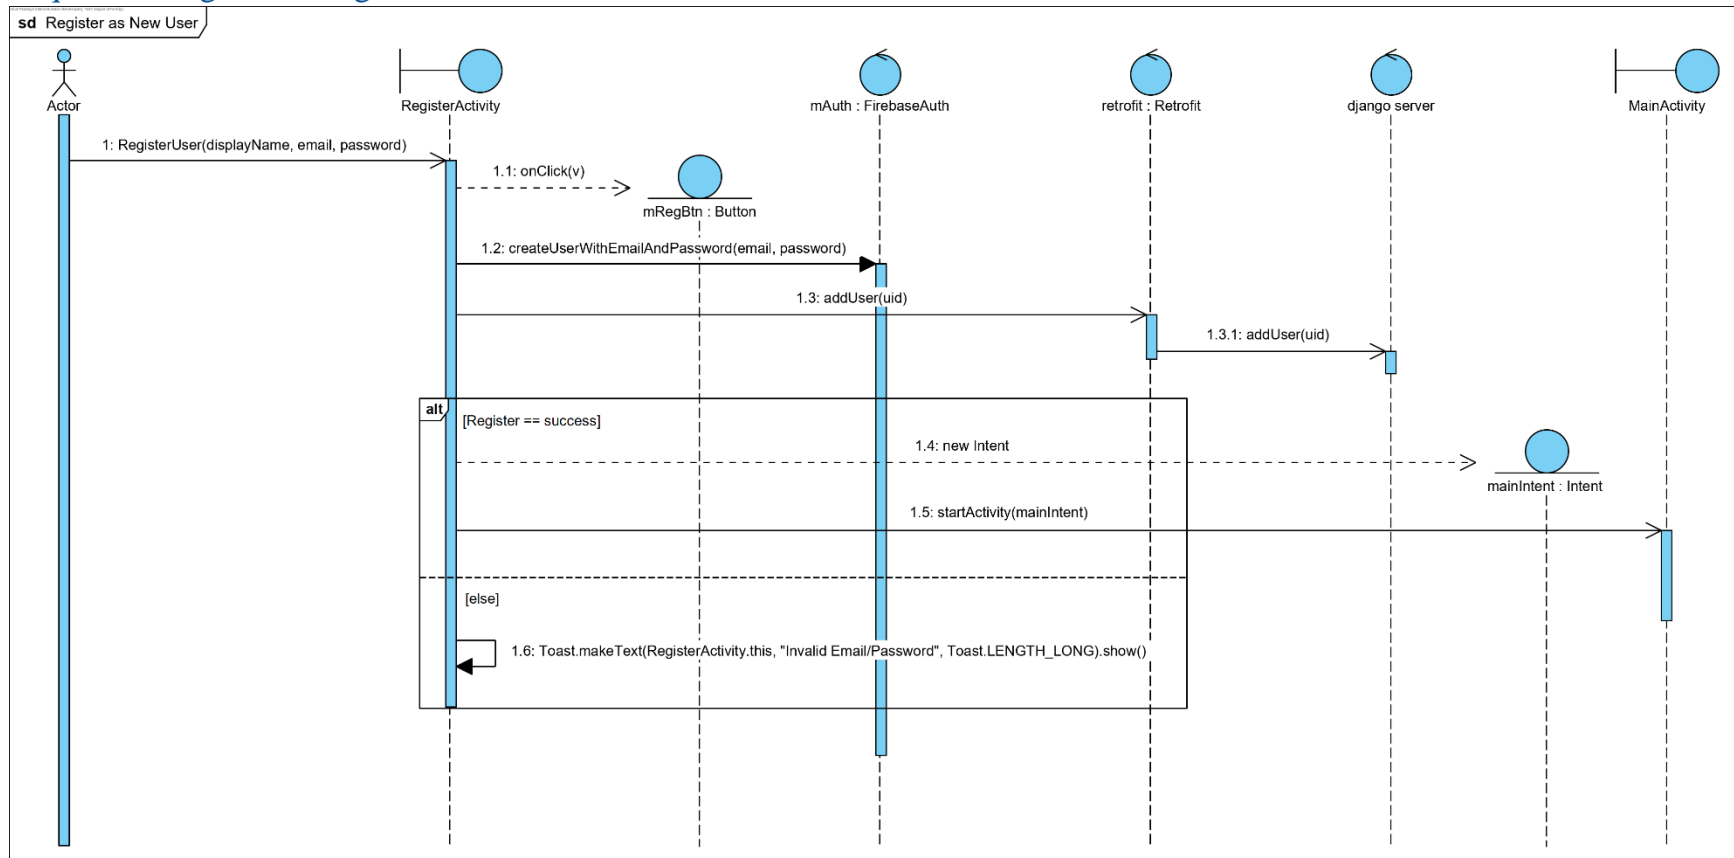 sd Register as New User
Actor
RegisterActivity
mAuth : FirebaseAuth
retrofit : Retrofit
django server
MainActivity
1: RegisterUser(displayName, email, password)
1.1: onClick(v)
mRegBtn : Button
1.2: createUserWithEmailAndPassword(email, password)
1.3: addUser(uid)
1.3.1: addUser(uid)
alt
[Register == success]
1.4: new Intent
mainIntent : Intent
1.5: startActivity(mainIntent)
[else]
1.6: Toast.makeText(RegisterActivity.this, "Invalid Email/Password", Toast.LENGTH_LONG).show()